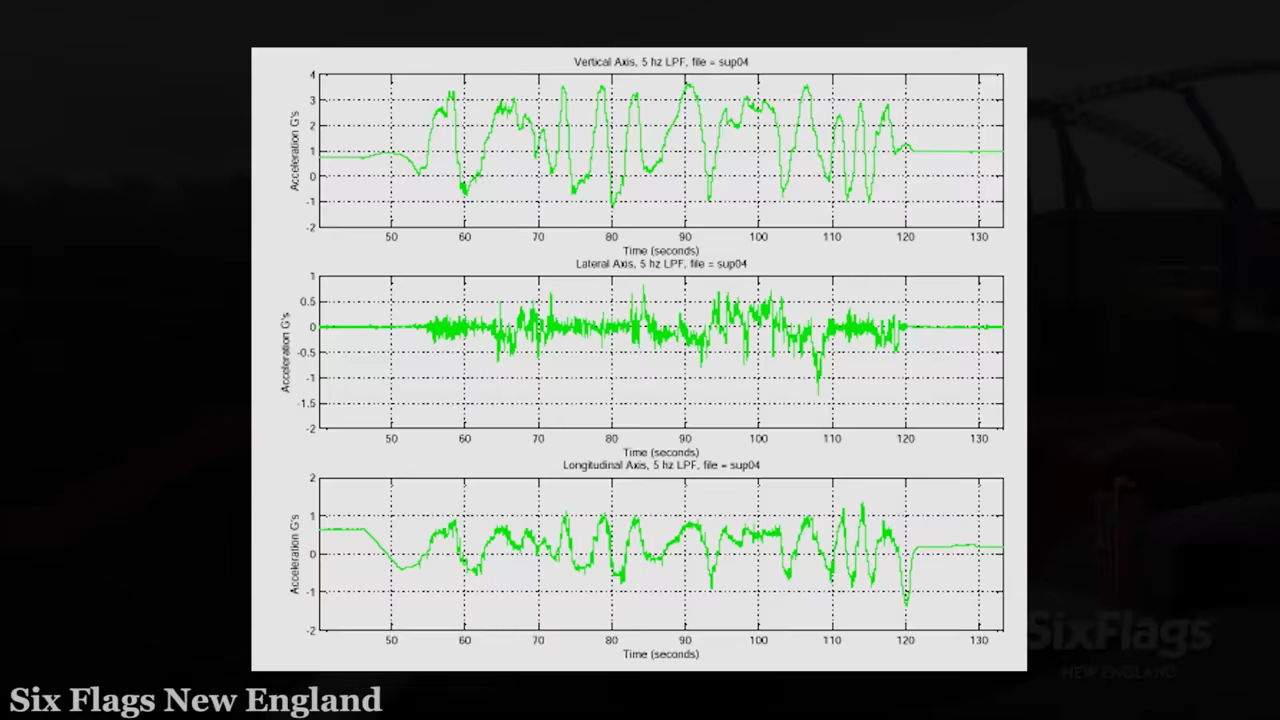 Vertical Axis, 5 hz LPF, file = sup04
4
3
2
1
0
-1
-2
Acceleration G's
50 60 70 80 90 100 110 120 130
Time (seconds)
Lateral Axis, 5 hz LPF, file = sup04
1
0.5
0
-0.5
-1
-1.5
-2
Acceleration G's
50 60 70 80 90 100 110 120 130
Time (seconds)
Longitudinal Axis, 5 hz LPF, file = sup04
2
1
0
-1
-2
Acceleration G's
50 60 70 80 90 100 110 120 130
Time (seconds)
SixFlags
NEW ENGLAND
Six Flags New England